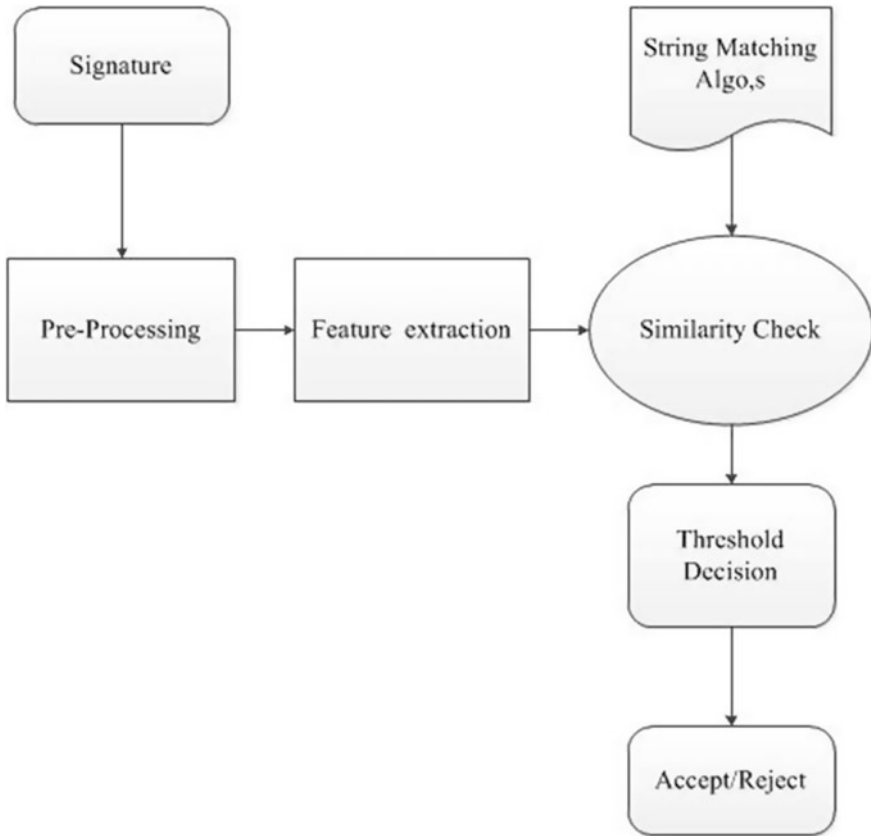 Signature
String Matching
Algo,s
Pre-Processing
Feature extraction
Similarity Check
Threshold
Decision
Accept/Reject